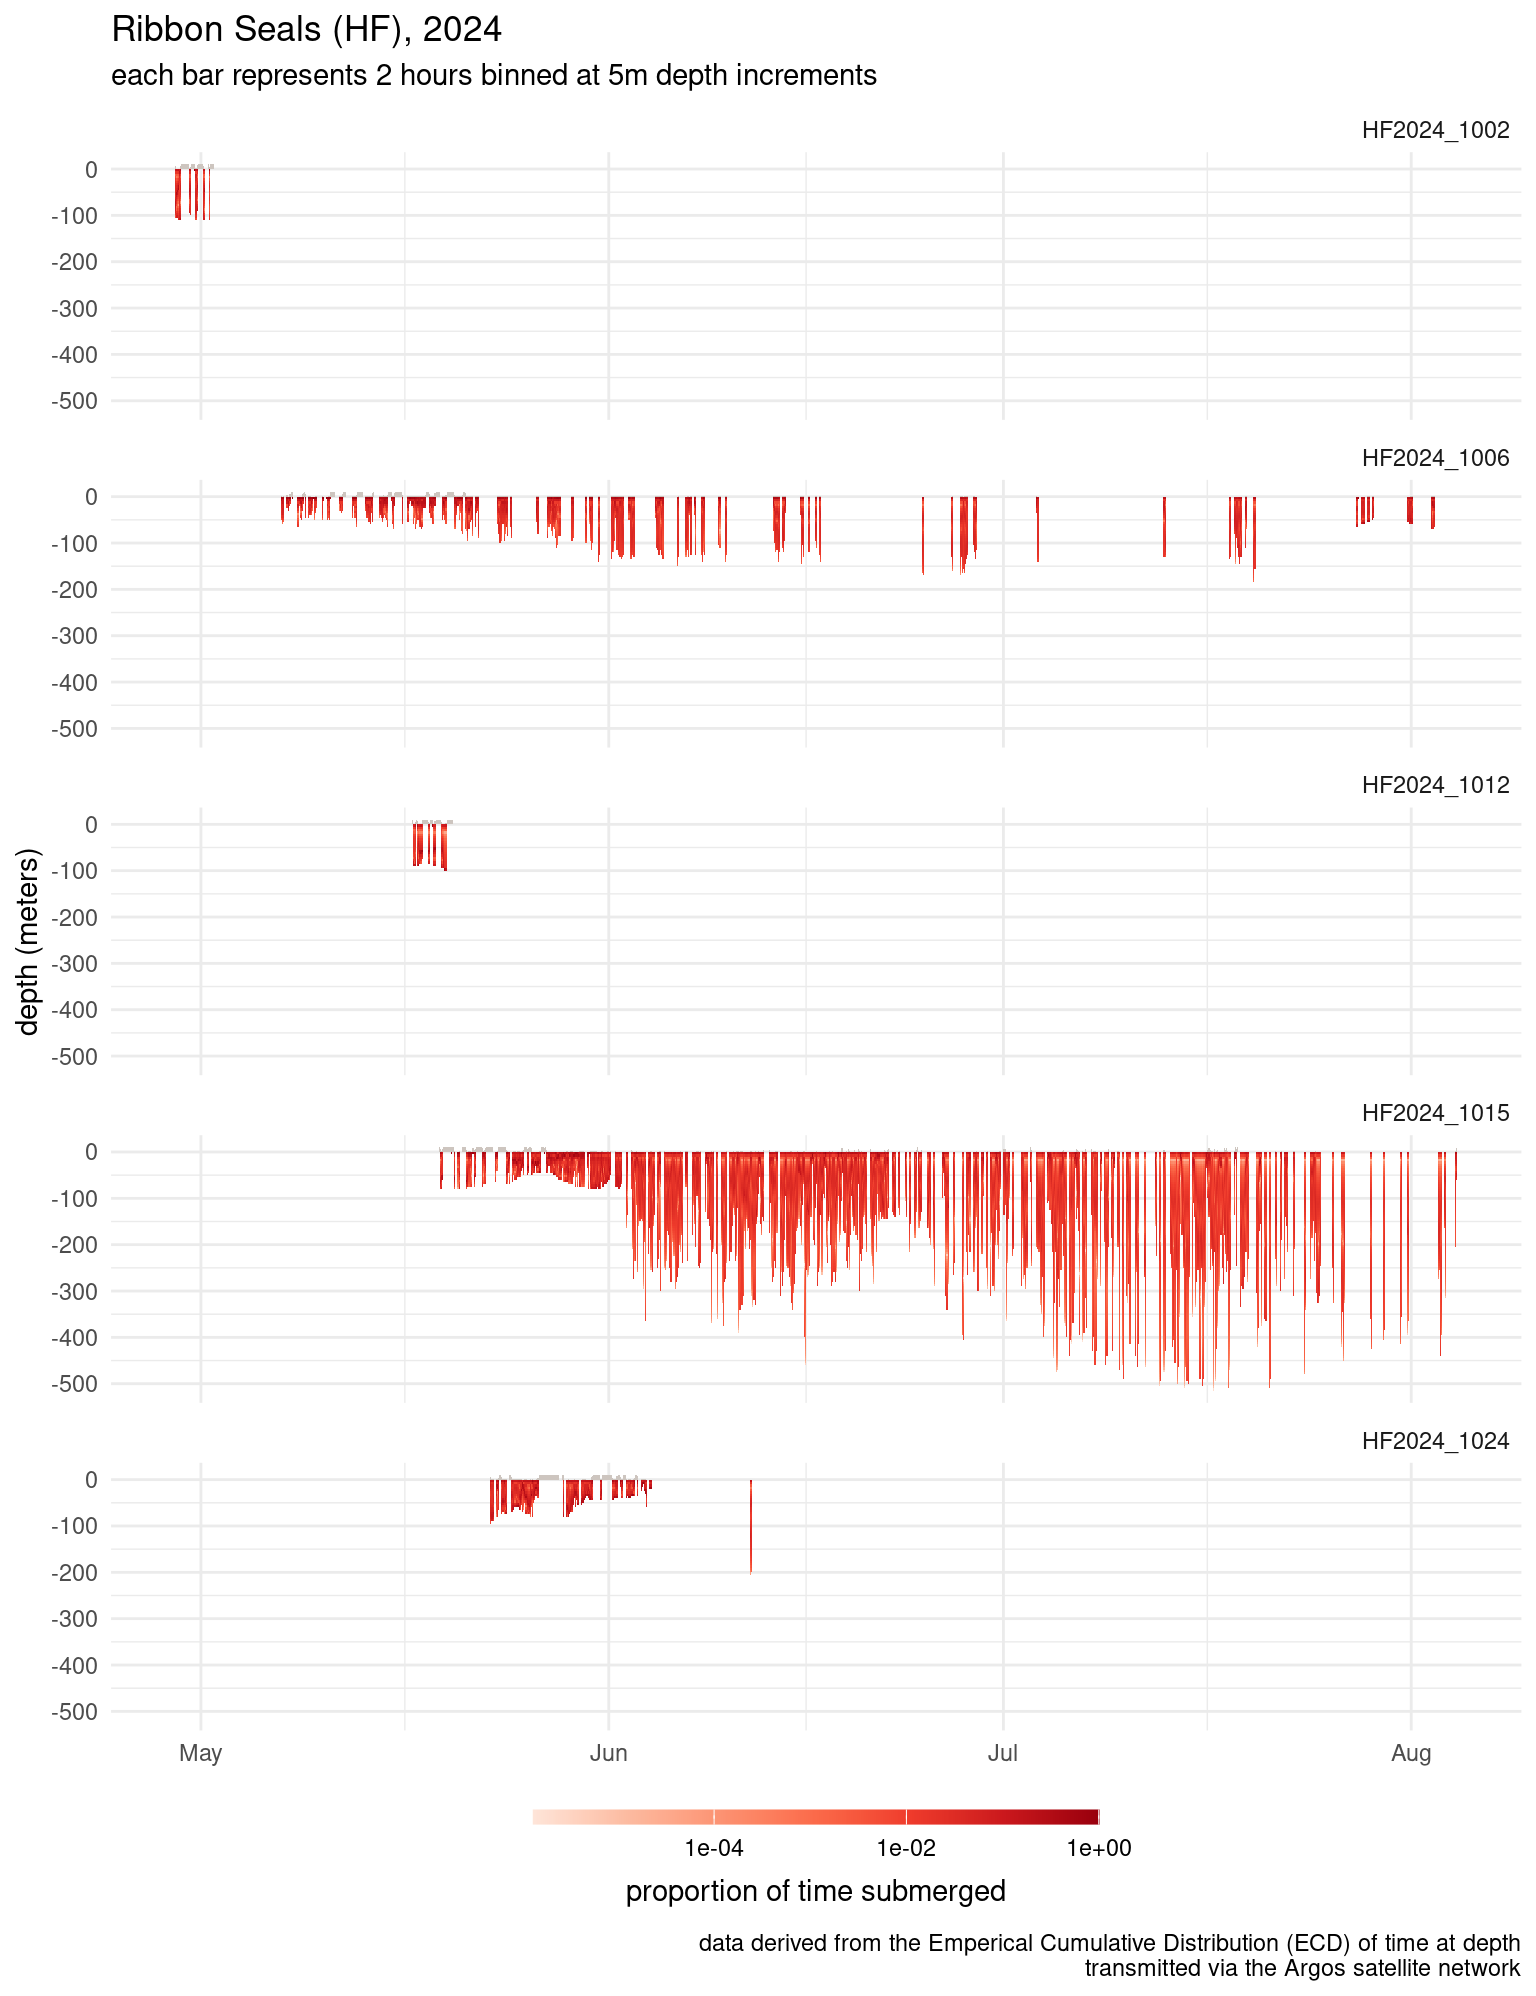 Ribbon Seals (HF), 2024
each bar represents 2 hours binned at 5m depth increments
HF2024_1002
0
-100
-200
-300
-400
-500
HF2024_1006
0
-100
-200
-300
-400
-500
HF2024_1012
0
-100
-200
-300
-400
-500
depth (meters)
HF2024_1015
0
-100
-200
-300
-400
-500
HF2024_1024
0
-100
-200
-300
-400
-500
May Jun Jul Aug
1e-04 1e-02 1e+00
proportion of time submerged
data derived from the Emperical Cumulative Distribution (ECD) of time at depth
transmitted via the Argos satellite network